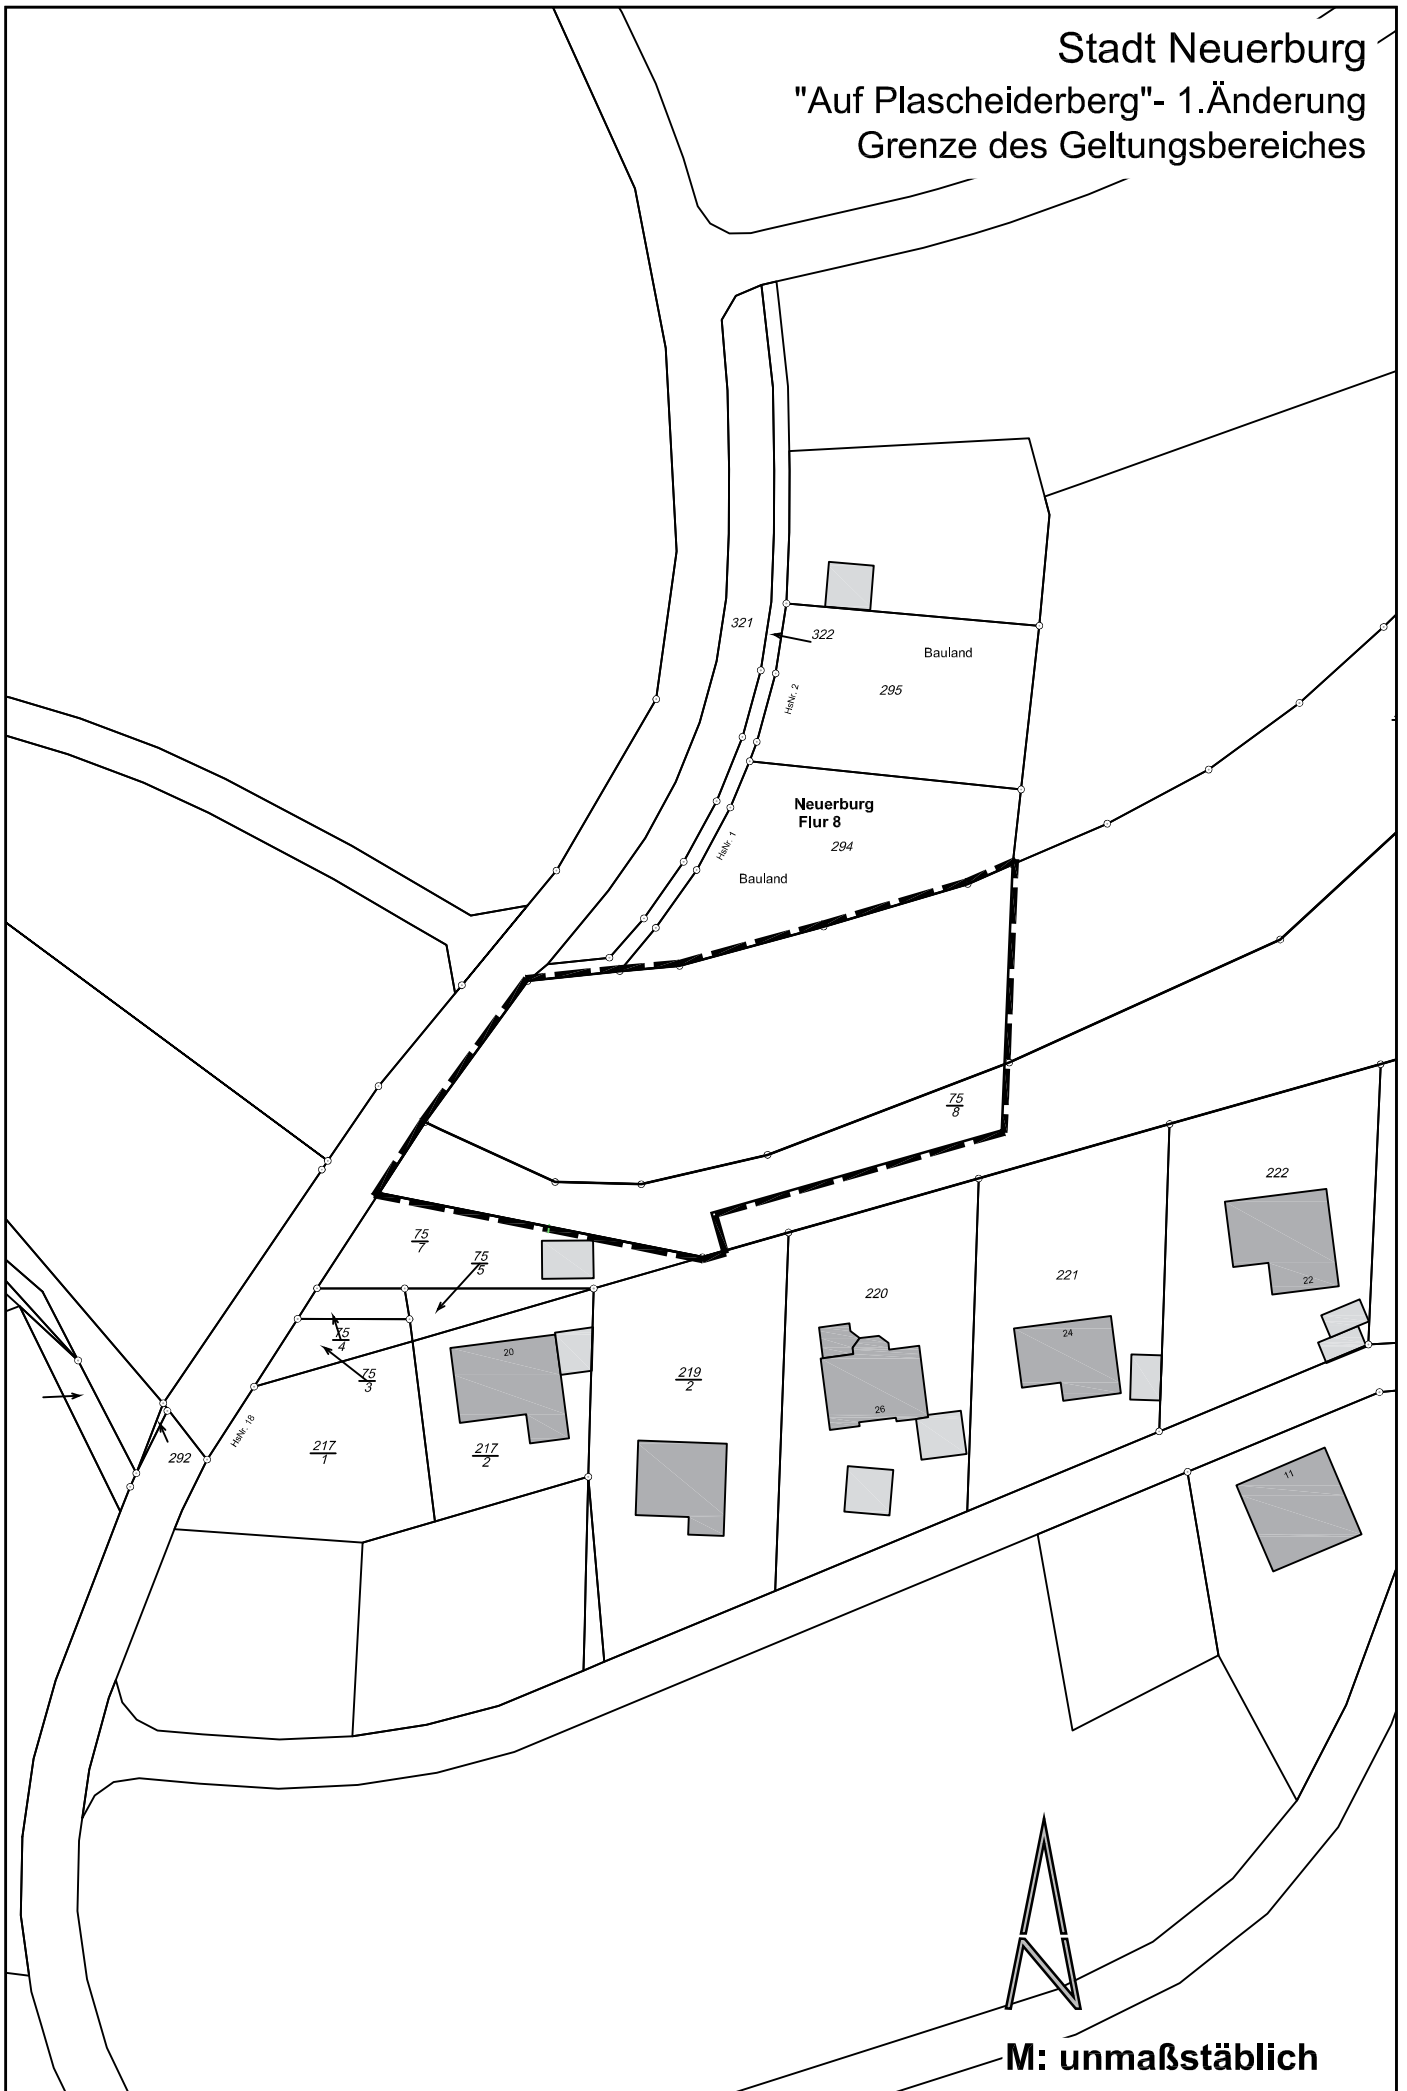 Stadt Neuerburg
"Auf Plascheiderberg"- 1.Änderung
Grenze des Geltungsbereiches
321
322
Bauland
295
HsNr. 2
Neuerburg
Flur 8
294
HsNr. 1
Bauland
75
8
222
75
7
75
5
221
22
220
75
4
24
20
75
3
219
2
26
HsNr. 18
217
1
217
2
292
11
M: unmaßstäblich